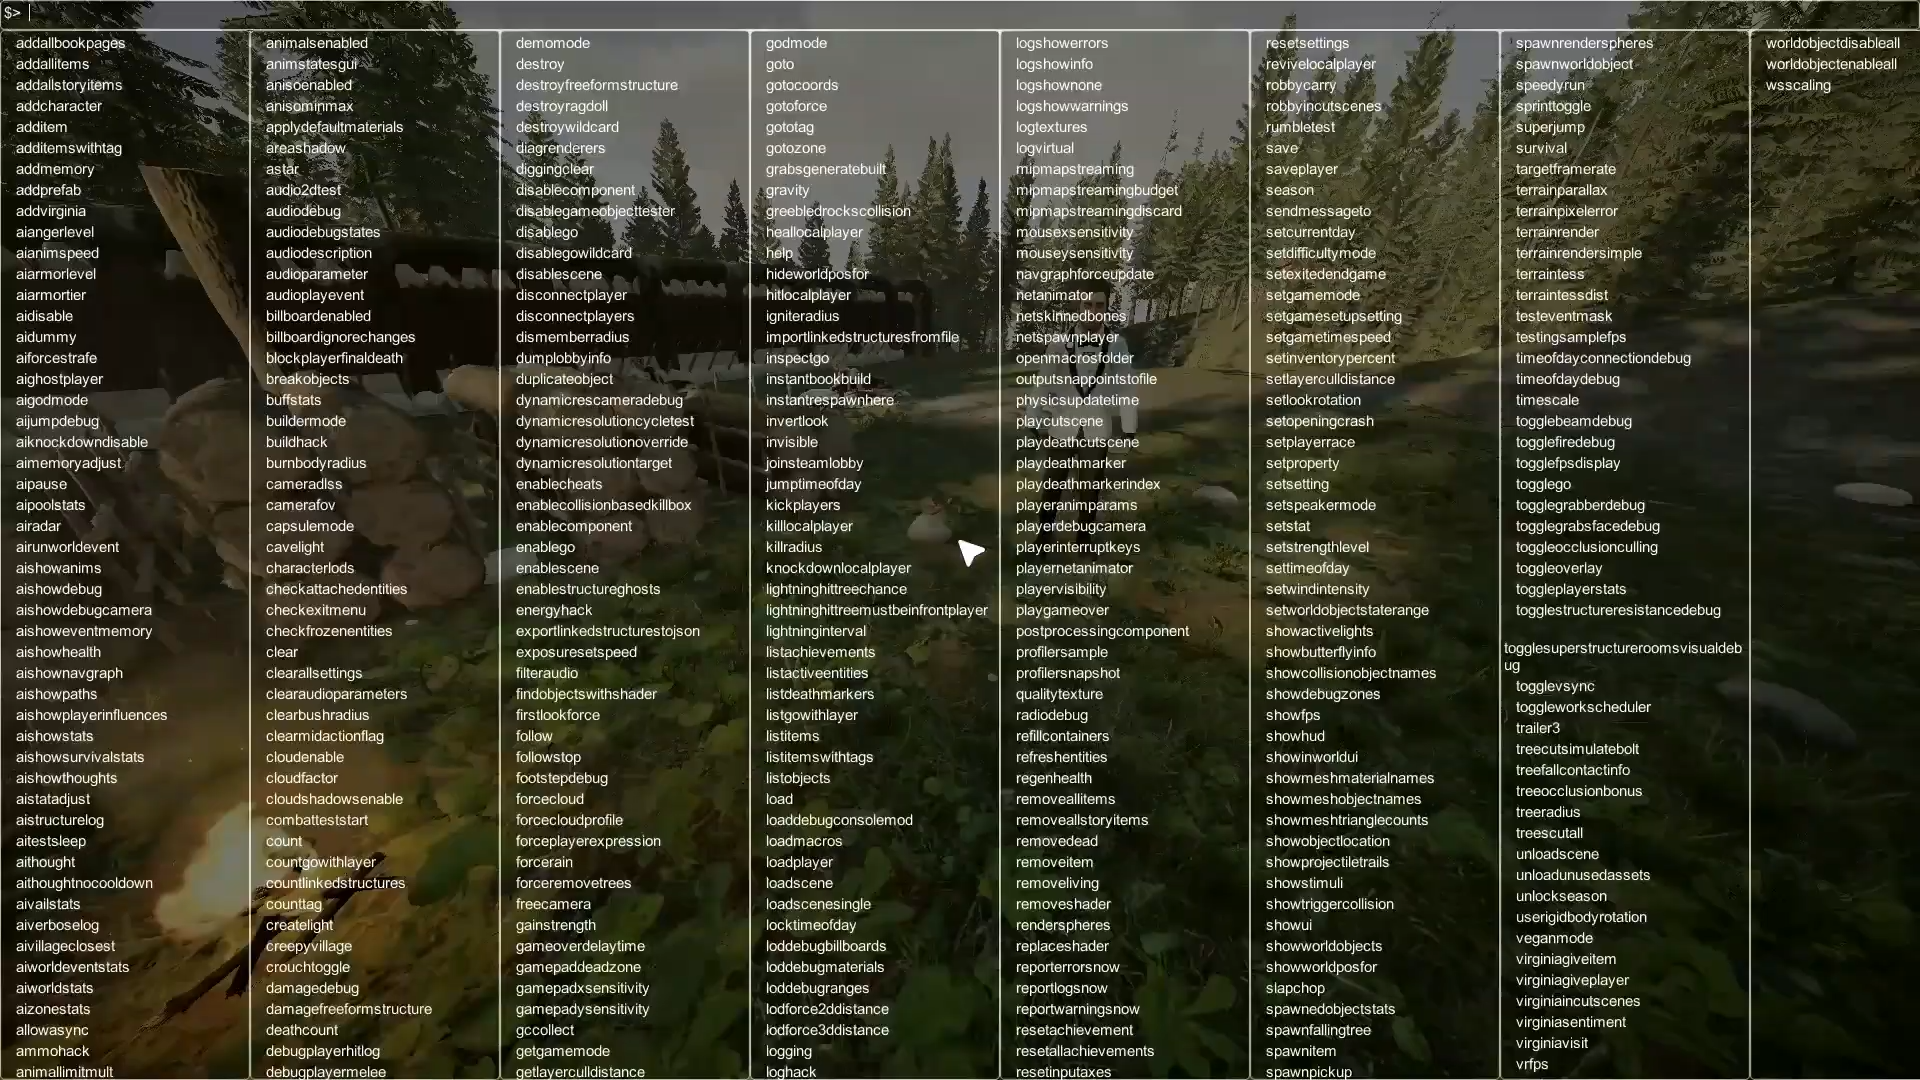 $>
addallbookpages
addallitems
addallstoryitems
addcharacter
additem
additemswithtag
addmemory
addprefab
addvirginia
aiangerlevel
aianimspeed
aiarmorlevel
aiarmortier
aidisable
aidummy
aiforcestrafe
aighostplayer
aigodmode
aijumpdebug
aiknockdowndisable
aimemoryadjust
aipause
aipoolstats
airadar
airunworldevent
aishowanims
aishowdebug
aishowdebugcamera
aishoweventmemory
aishowhealth
aishownavgraph
aishowpaths
aishowplayerinfluences
aishowstats
aishowsurvivalstats
aishowthoughts
aistatadjust
aistructurelog
aitestsleep
aithought
aithoughtnocooldown
aivailstats
aiverboselog
aivillageclosest
aiworldeventstats
aiworldstats
aizonestats
allowasync
ammohack
animallimitmult
animalsenabled
animstatesgui
anisoenabled
anisominmax
applydefaultmaterials
areashadow
astar
audio2dtest
audiodebug
audiodebugstates
audiodescription
audioparameter
audioplayevent
billboardenabled
billboardignorechanges
blockplayerfinaldeath
breakobjects
buffstats
buildermode
buildhack
burnbodyradius
cameradlss
camerafov
capsulemode
cavelight
characterlods
checkattachedentities
checkexitmenu
checkfrozenentities
clear
clearallsettings
clearaudioparameters
clearbushradius
clearmidactionflag
cloudenable
cloudfactor
cloudshadowsenable
combatteststart
count
countgowithlayer
countlinkedstructures
counttag
createlight
creepyvillage
crouchtoggle
damagedebug
damagefreeformstructure
deathcount
debugplayerhitlog
debugplayermelee
demomode
destroy
destroyfreeformstructure
destroyragdoll
destroywildcard
diagrenderers
diggingclear
disablecomponent
disablegameobjecttester
disablego
disablegowildcard
disablescene
disconnectplayer
disconnectplayers
dismemberradius
dumplobbyinfo
duplicateobject
dynamicrescameradebug
dynamicresolutioncycletest
dynamicresolutionoverride
dynamicresolutiontarget
enablecheats
enablecollisionbasedkillbox
enablecomponent
enablego
enablescene
enablestructureghosts
energyhack
exportlinkedstructurestojson
exposuresetspeed
filteraudio
findobjectswithshader
firstlookforce
follow
followstop
footstepdebug
forcecloud
forcecloudprofile
forceplayerexpression
forcerain
forceremovetrees
freecamera
gainstrength
gameoverdelaytime
gamepaddeadzone
gamepadxsensitivity
gamepadysensitivity
gccollect
getgamemode
getlayerculldistance
godmode
goto
gotocoords
gotoforce
gototag
gotozone
grabsgeneratebuilt
gravity
greebledrockscollision
heallocalplayer
help
hideworldposfor
hitlocalplayer
igniteradius
importlinkedstructuresfromfile
inspectgo
instantbookbuild
instantrespawnhere
invertlook
invisible
joinsteamlobby
jumptimeofday
kickplayers
killlocalplayer
killradius
knockdownlocalplayer
lightninghittreechance
lightninghittreemustbeinfrontplayer
lightninginterval
listachievements
listactiveentities
listdeathmarkers
listgowithlayer
listitems
listitemswithtags
listobjects
load
loaddebugconsolemod
loadmacros
loadplayer
loadscene
loadscenesingle
locktimeofday
loddebugbillboards
loddebugmaterials
loddebugranges
lodforce2ddistance
lodforce3ddistance
logging
loghack
logshowerrors
logshowinfo
logshownone
logshowwarnings
logtextures
logvirtual
mipmapstreaming
mipmapstreamingbudget
mipmapstreamingdiscard
mousexsensitivity
mouseysensitivity
navgraphforceupdate
netanimator
netskinnedbones
netspawnplayer
openmacrosfolder
outputsnappointstofile
physicsupdatetime
playcutscene
playdeathcutscene
playdeathmarker
playdeathmarkerindex
playeranimparams
playerdebugcamera
playerinterruptkeys
playernetanimator
playervisibility
playgameover
postprocessingcomponent
profilersample
profilersnapshot
qualitytexture
radiodebug
refillcontainers
refreshentities
regenhealth
removeallitems
removeallstoryitems
removedead
removeitem
removeliving
removeshader
renderspheres
replaceshader
reporterrorsnow
reportlogsnow
reportwarningsnow
resetachievement
resetallachievements
resetinputaxes
resetsettings
revivelocalplayer
robbycarry
robbyincutscenes
rumbletest
save
saveplayer
season
sendmessageto
setcurrentday
setdifficultymode
setexitedendgame
setgamemode
setgamesetupsetting
setgametimespeed
setinventorypercent
setlayerculldistance
setlookrotation
setopeningcrash
setplayerrace
setproperty
setsetting
setspeakermode
setstat
setstrengthlevel
settimeofday
setwindintensity
setworldobjectstaterange
showactivelights
showbutterflyinfo
showcollisionobjectnames
showdebugzones
showfps
showhud
showinworldui
showmeshmaterialnames
showmeshobjectnames
showmeshtrianglecounts
showobjectlocation
showprojectiletrails
showstimuli
showtriggercollision
showui
showworldobjects
showworldposfor
slapchop
spawnedobjectstats
spawnfallingtree
spawnitem
spawnpickup
spawnrenderspheres
spawnworldobject
speedyrun
sprinttoggle
superjump
survival
targetframerate
terrainparallax
terrainpixelerror
terrainrender
terrainrendersimple
terraintess
terraintessdist
testeventmask
testingsamplefps
timeofdayconnectiondebug
timeofdaydebug
timescale
togglebeamdebug
togglefiredebug
togglefpsdisplay
togglego
togglegrabberdebug
togglegrabsfacedebug
toggleocclusionculling
toggleoverlay
toggleplayerstats
togglestructureresistancedebug
togglesuperstructureroomsvisualdeb
ug
togglevsync
toggleworkscheduler
trailer3
treecutsimulatebolt
treefallcontactinfo
treeocclusionbonus
treeradius
treescutall
unloadscene
unloadunusedassets
unlockseason
userigidbodyrotation
veganmode
virginiagiveitem
virginiagiveplayer
virginiaincutscenes
virginiasentiment
virginiavisit
vrfps
worldobjectdisableall
worldobjectenableall
wsscaling